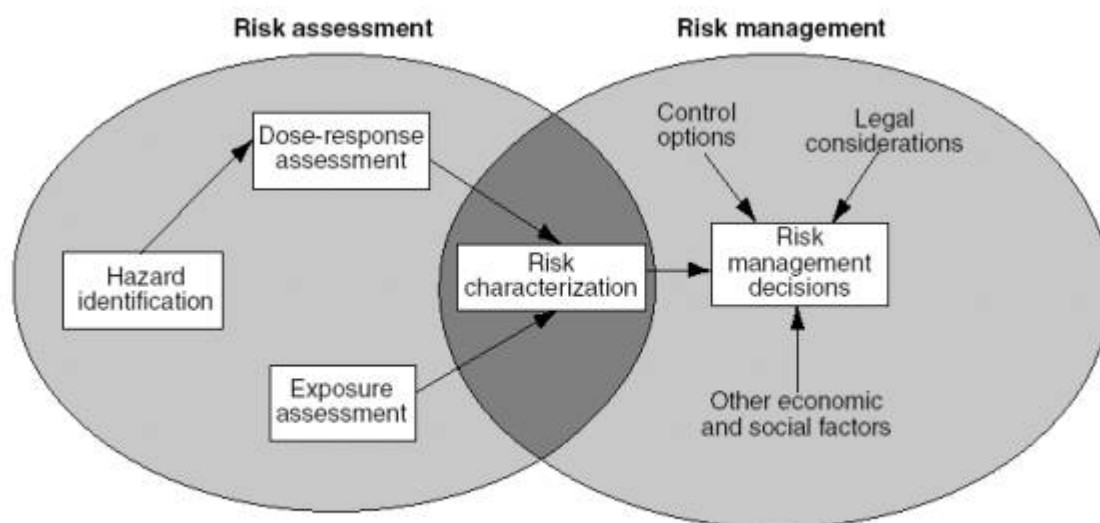 Risk assessment
Risk management
Dose-response
assessment
Control
options
Legal
considerations
Hazard
identification
Risk
characterization
Risk
management
decisions
Exposure
assessment
Other economic
and social factors